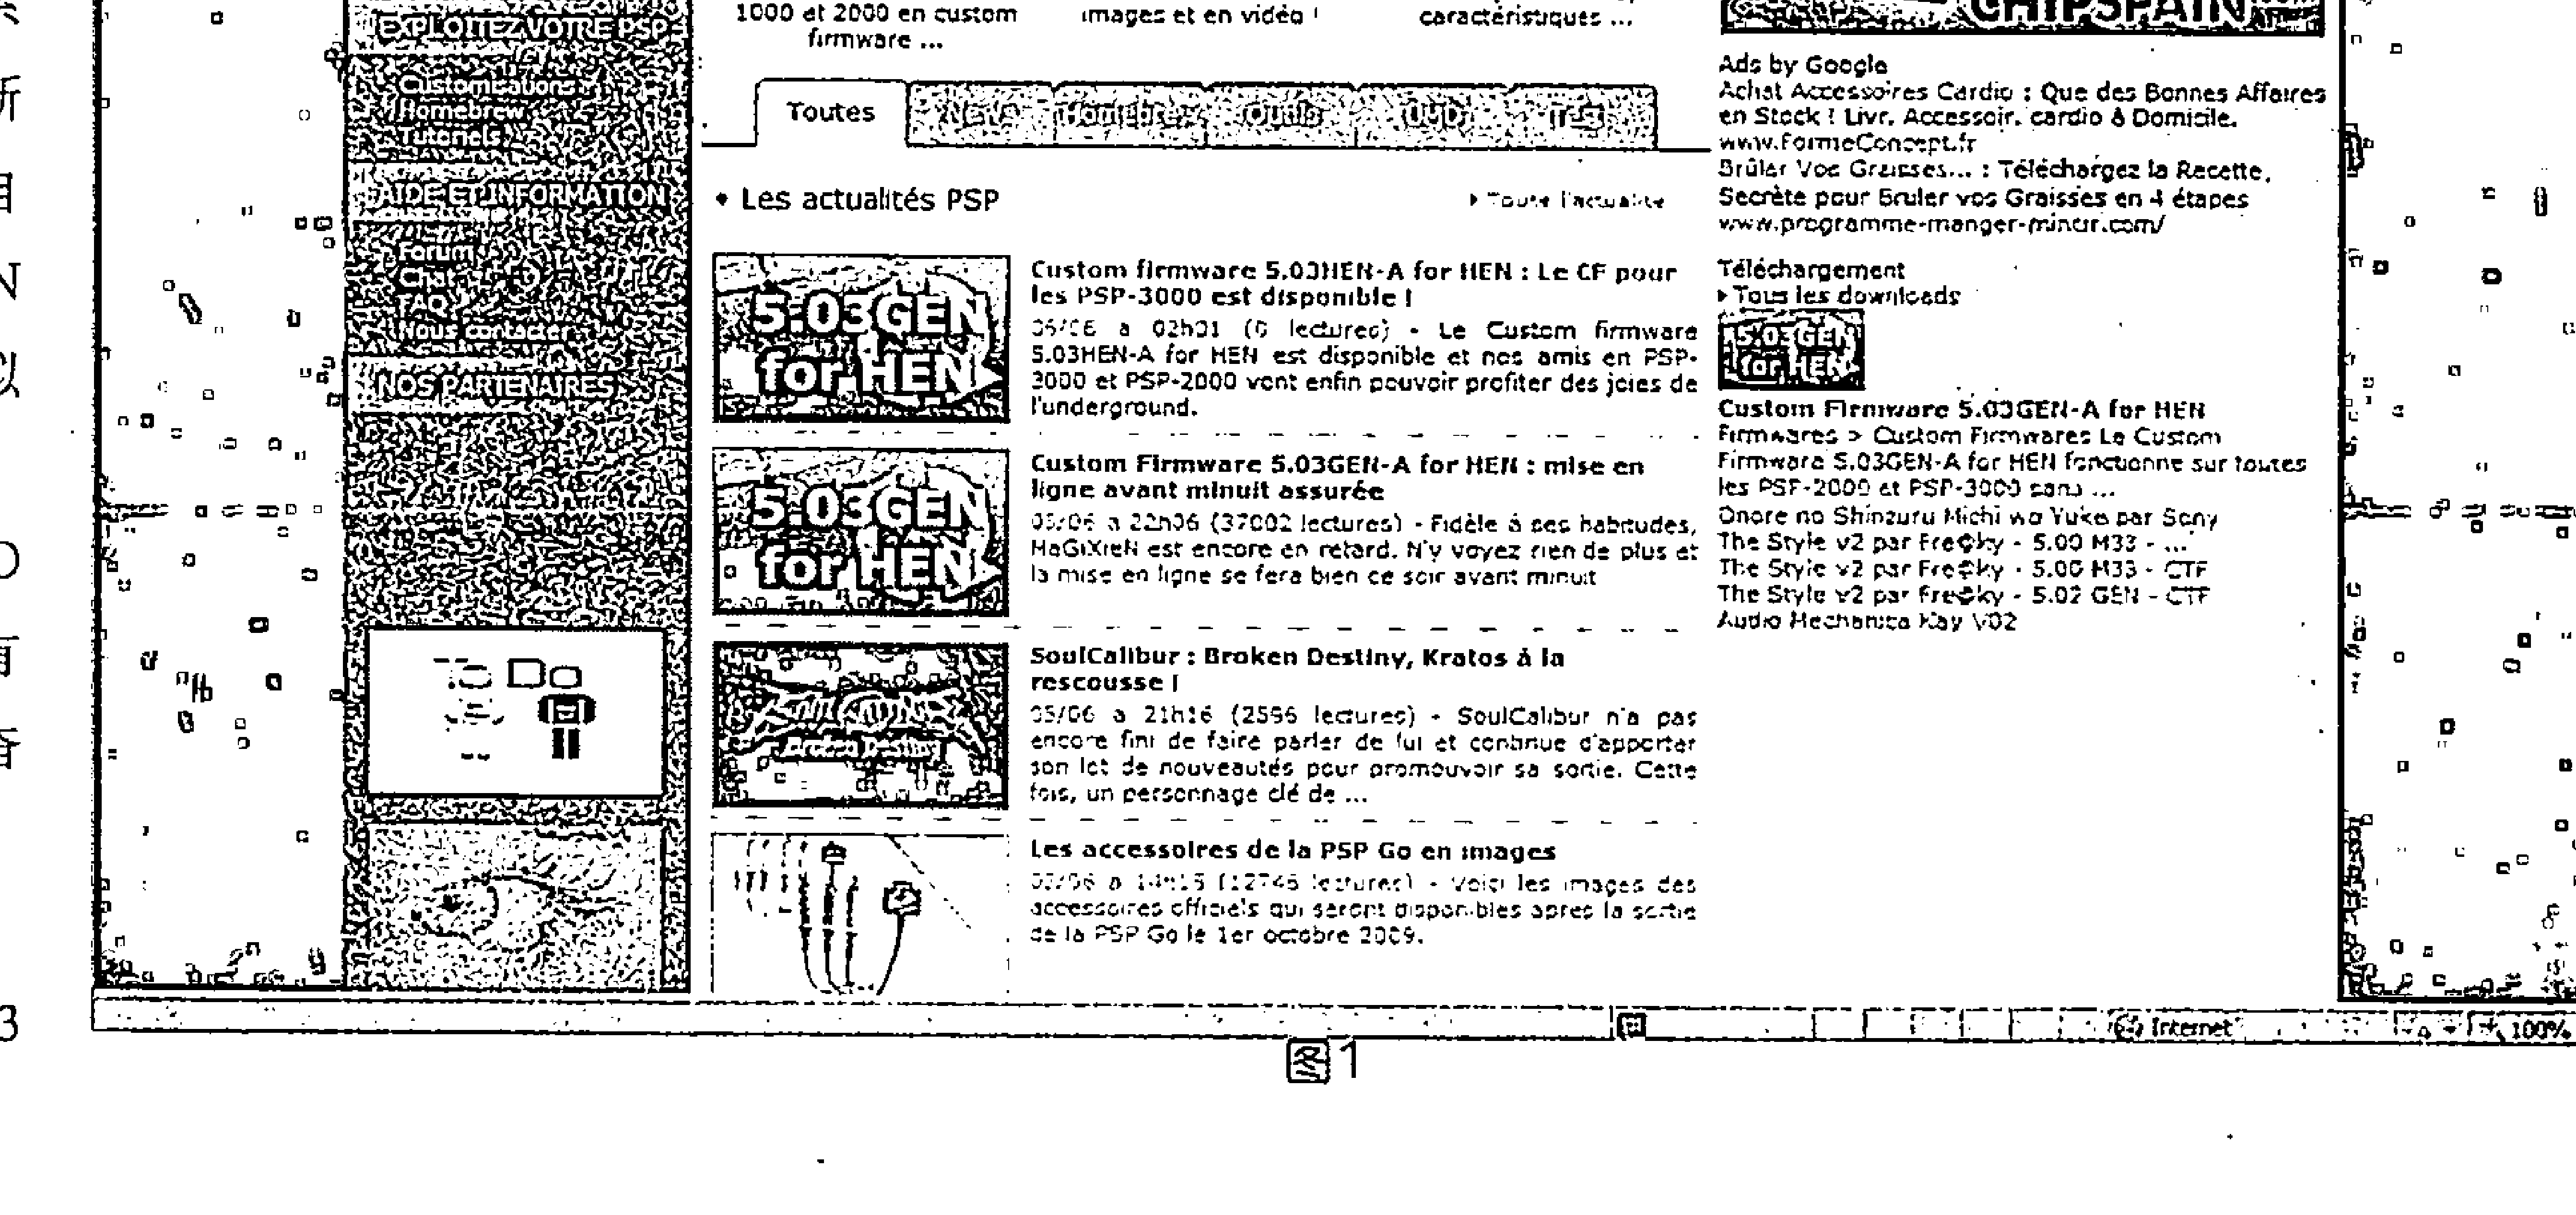 EXPLOITEZ VOTRE PSP
Customisations
Homebrew
Tutoriels
AIDE ET INFORMATION
Forum
Chat
FAQ
Nous contacter
NOS PARTENAIRES
To Do
1000 et 2000 en custom
firmware ...
images et en vidéo !
caractéristiques ...
Toutes
News
Homebrew
Outils
UMD
Test
Les actualités PSP
Toute l'actualité
5.03GEN
for HEN
Custom firmware 5.03HEN-A for HEN : Le CF pour
les PSP-3000 est disponible !
06/06 a 02h01 (0 lectures) - Le Custom firmware
5.03HEN-A for HEN est disponible et nos amis en PSP-
3000 et PSP-2000 vont enfin pouvoir profiter des joies de
l'underground.
5.03GEN
for HEN
Custom Firmware 5.03GEN-A for HEN : mise en
ligne avant minuit assurée
05/06 a 22h06 (37002 lectures) - Fidèle à ses habitudes,
MaGiXieN est encore en retard. N'y voyez rien de plus et
la mise en ligne se fera bien ce soir avant minuit
Broken Destiny
SoulCalibur : Broken Destiny, Kratos à la
rescousse !
05/06 a 21h16 (2596 lectures) - SoulCalibur n'a pas
encore fini de faire parler de lui et continue d'apporter
son lot de nouveautés pour promouvoir sa sortie. Cette
fois, un personnage clé de ...
Les accessoires de la PSP Go en images
a 14h15 (12746 lectures) - Voici les images des
accessoires officiels qui seront disponibles apres la sortie
de la PSP Go le 1er octobre 2009.
CHIPSPAIN
Ads by Google
Achat Accessoires Cardio : Que des Bonnes Affaires
en Stock ! Livr. Accessoir. cardio à Domicile.
www.FormeConcept.fr
Brûler Vos Graisses... : Téléchargez la Recette,
Secrète pour Bruler vos Graisses en 4 étapes
www.programme-manger-mincir.com/
Téléchargement
Tous les downloads
5.03GEN
for HEN
Custom Firmware 5.03GEN-A for HEN
Firmwares > Custom Firmwares Le Custom
Firmware 5.03GEN-A for HEN fonctionne sur toutes
les PSP-2000 et PSP-3000 sans ...
Onore no Shinzuru Michi wo Yuke par Sony
The Style v2 par Fre@ky - 5.00 M33 - ...
The Style v2 par Fre@ky - 5.00 M33 - CTF
The Style v2 par Fre@ky - 5.02 GEN - CTF
Audio Mechanica Kay V02
Internet
100%
图1